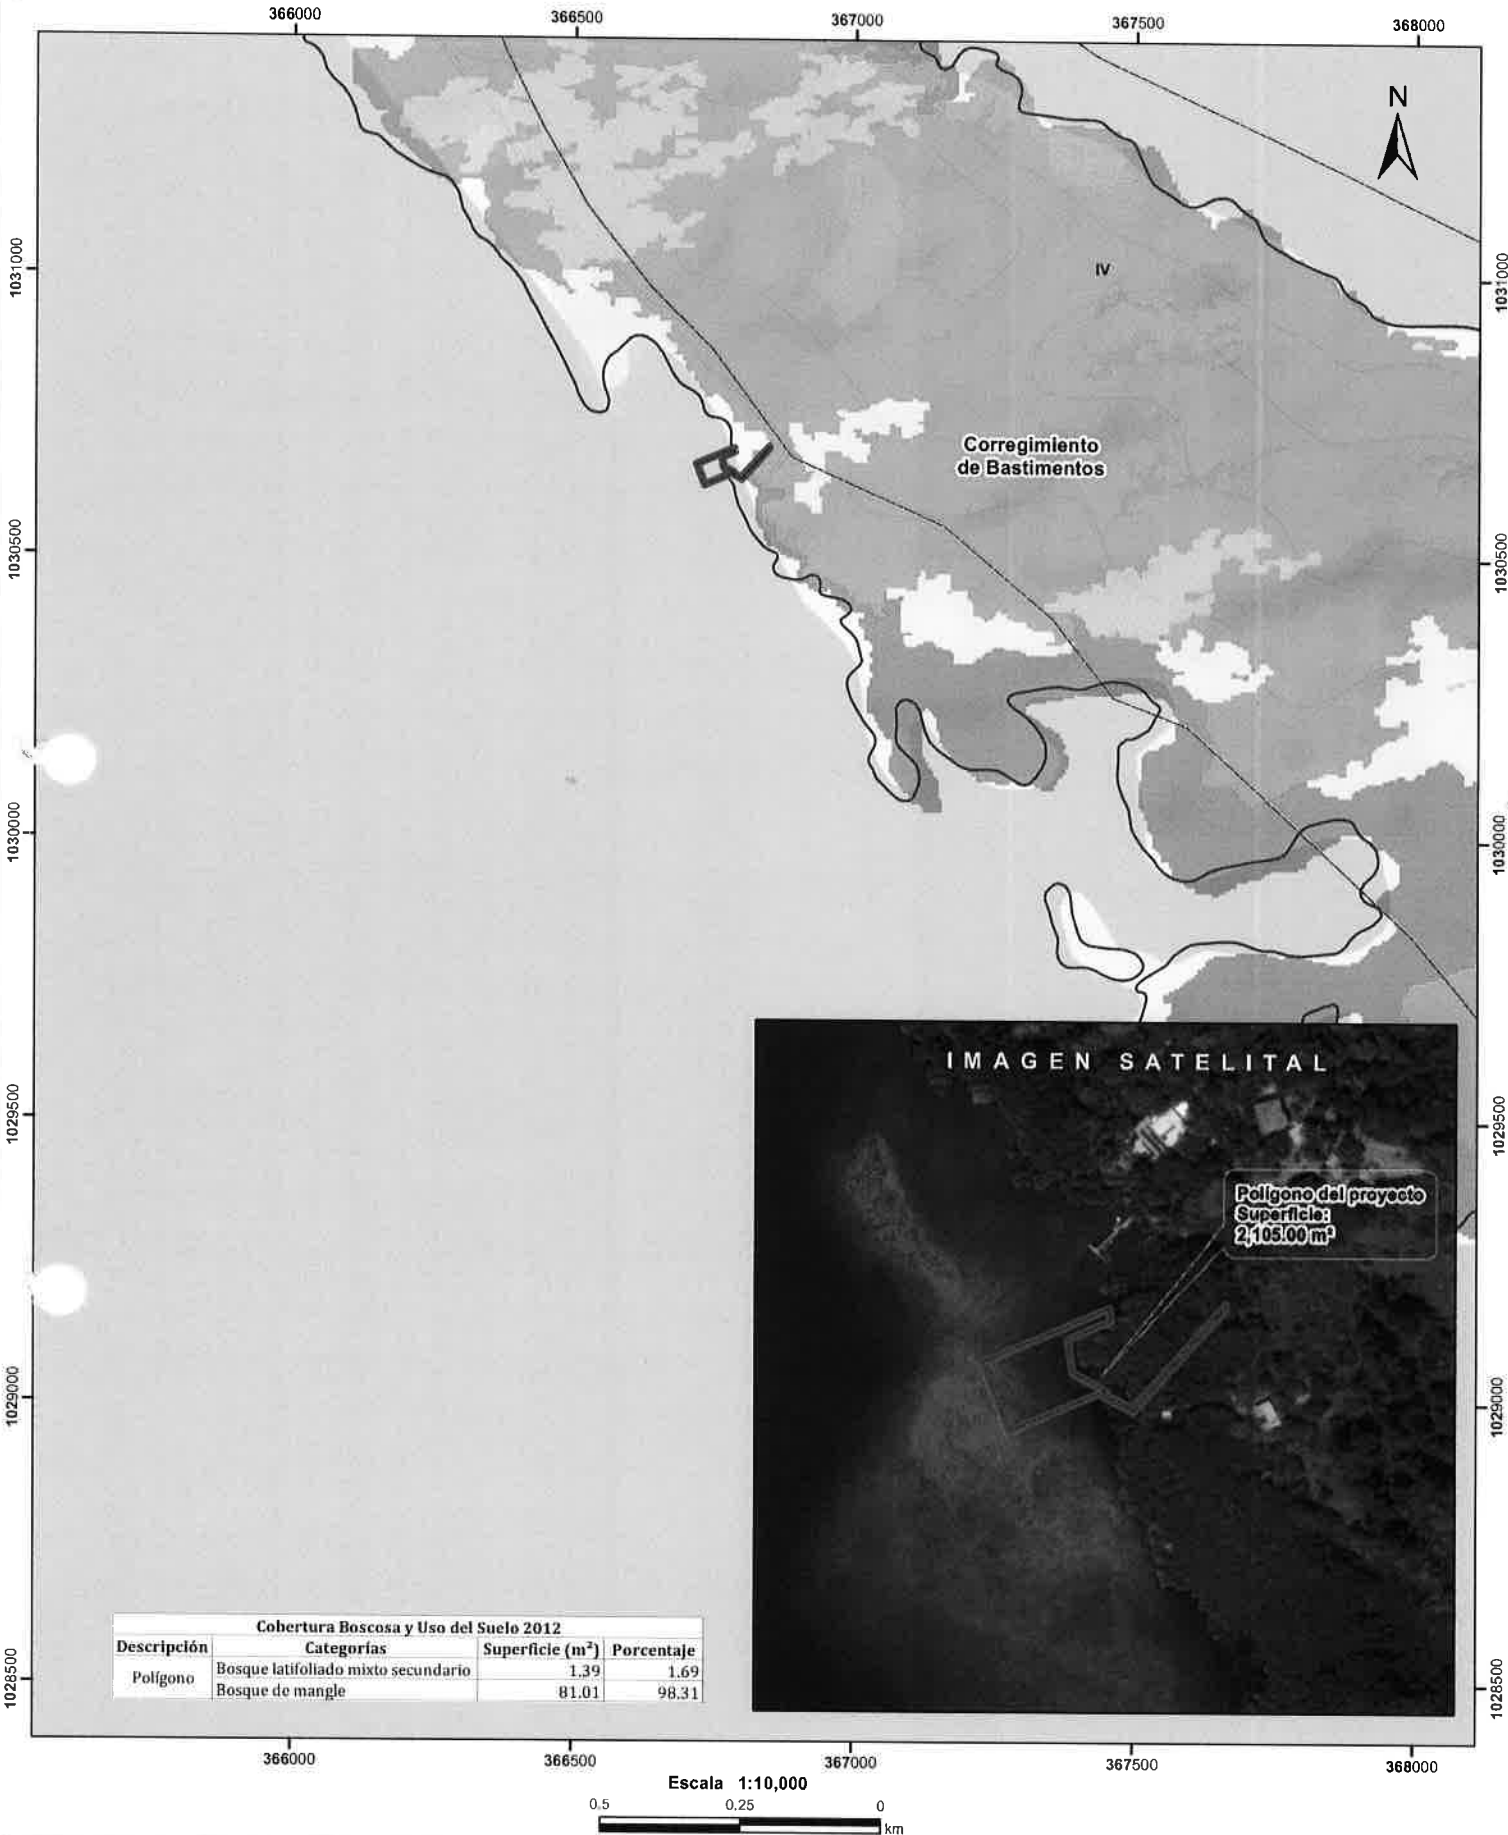 366000 366500 367000 367500 368000
N
1031000 1031000
IV
Corregimiento
de Bastimentos
1030500 1030500
1030000 1030000
IMAGEN SATELITAL
1029500 1029500
Polígono del proyecto
Superficie:
2,105.00 m²
1029000 1029000
Cobertura Boscosa y Uso del Suelo 2012
Descripción Categorías Superficie (m²) Porcentaje
Polígono Bosque latifoliado mixto secundario 1.39 1.69
Bosque de mangle 81.01 98.31
1028500 1028500
366000 366500 367000 367500 368000
Escala 1:10,000
0.5 0.25 0
km